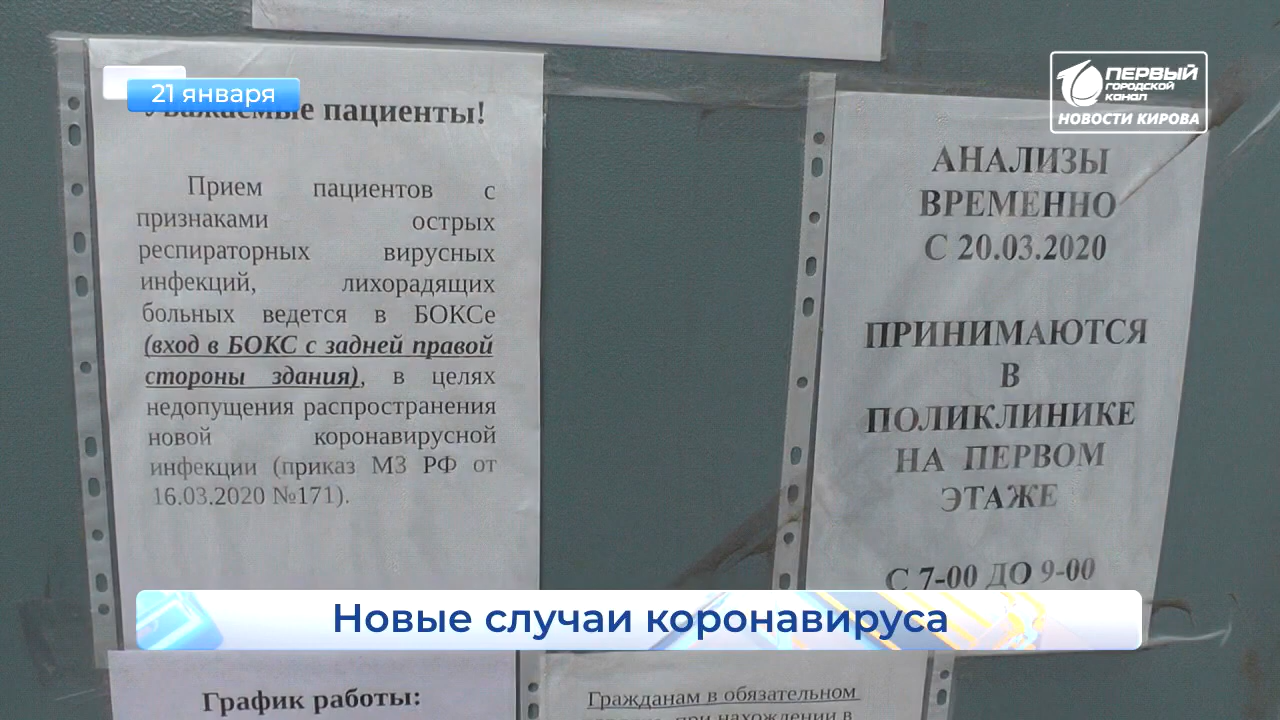 21 января
Уважаемые пациенты!
Прием пациентов с
признаками острых
респираторных вирусных
инфекций, лихорадящих
больных ведется в БОКСе
(вход в БОКС с задней правой
стороны здания), в целях
недопущения распространения
новой коронавирусной
инфекции (приказ МЗ РФ от
16.03.2020 №171).
ПЕРВЫЙ
ГОРОДСКОЙ
КАНАЛ
НОВОСТИ КИРОВА
АНАЛИЗЫ
ВРЕМЕННО
С 20.03.2020
ПРИНИМАЮТСЯ
В
ПОЛИКЛИНИКЕ
НА ПЕРВОМ
ЭТАЖЕ
С 7-00 ДО 9-00
Новые случаи коронавируса
График работы:
Гражданам в обязательном
при нахождении в